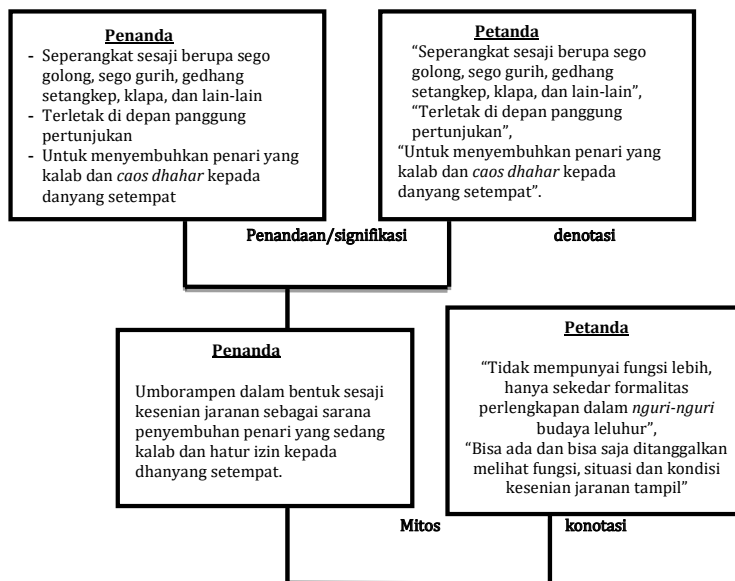 Penanda
- Seperangkat sesaji berupa sego
golong, sego gurih, gedhang
setangkep, klapa, dan lain-lain
- Terletak di depan panggung
pertunjukan
- Untuk menyembuhkan penari yang
kalab dan caos dhahar kepada
danyang setempat
Petanda
“Seperangkat sesaji berupa sego
golong, sego gurih, gedhang
setangkep, klapa, dan lain-lain”,
“Terletak di depan panggung
pertunjukan”,
“Untuk menyembuhkan penari yang
kalab dan caos dhahar kepada
danyang setempat”.
Penandaan/signifikasi
denotasi
Penanda
Umborampen dalam bentuk sesaji
kesenian jaranan sebagai sarana
penyembuhan penari yang sedang
kalab dan hatur izin kepada
dhanyang setempat.
Petanda
“Tidak mempunyai fungsi lebih,
hanya sekedar formalitas
perlengkapan dalam nguri-nguri
budaya leluhur”,
“Bisa ada dan bisa saja ditanggalkan
melihat fungsi, situasi dan kondisi
kesenian jaranan tampil”
Mitos
konotasi